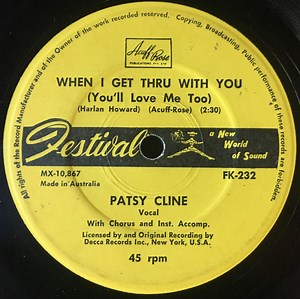 Acuff-Rose
PUBLICATIONS PTY LTD
Copying, Broadcasting, Public performance of these records are forbidden.
All rights of the Record Manufacturer and of the Owner of the work recorded are reserved.
WHEN I GET THRU WITH YOU
(You'll Love Me Too)
(Harlan Howard) (Acuff-Rose) (2:30)
Festival
a New
World
of Sound
MX-10,867
Made in Australia
FK-232
PATSY CLINE
Vocal
With Chorus and Inst. Accomp.
Licensed by and Original Recording by
Decca Records Inc., New York, U.S.A.
45 rpm